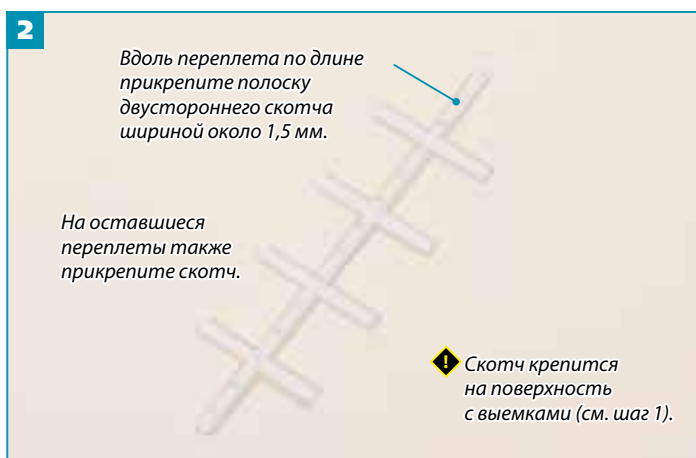 2
Вдоль переплета по длине
прикрепите полоску
двустороннего скотча
шириной около 1,5 мм.
На оставшиеся
переплеты также
прикрепите скотч.
! Скотч крепится
на поверхность
с выемками (см. шаг 1).